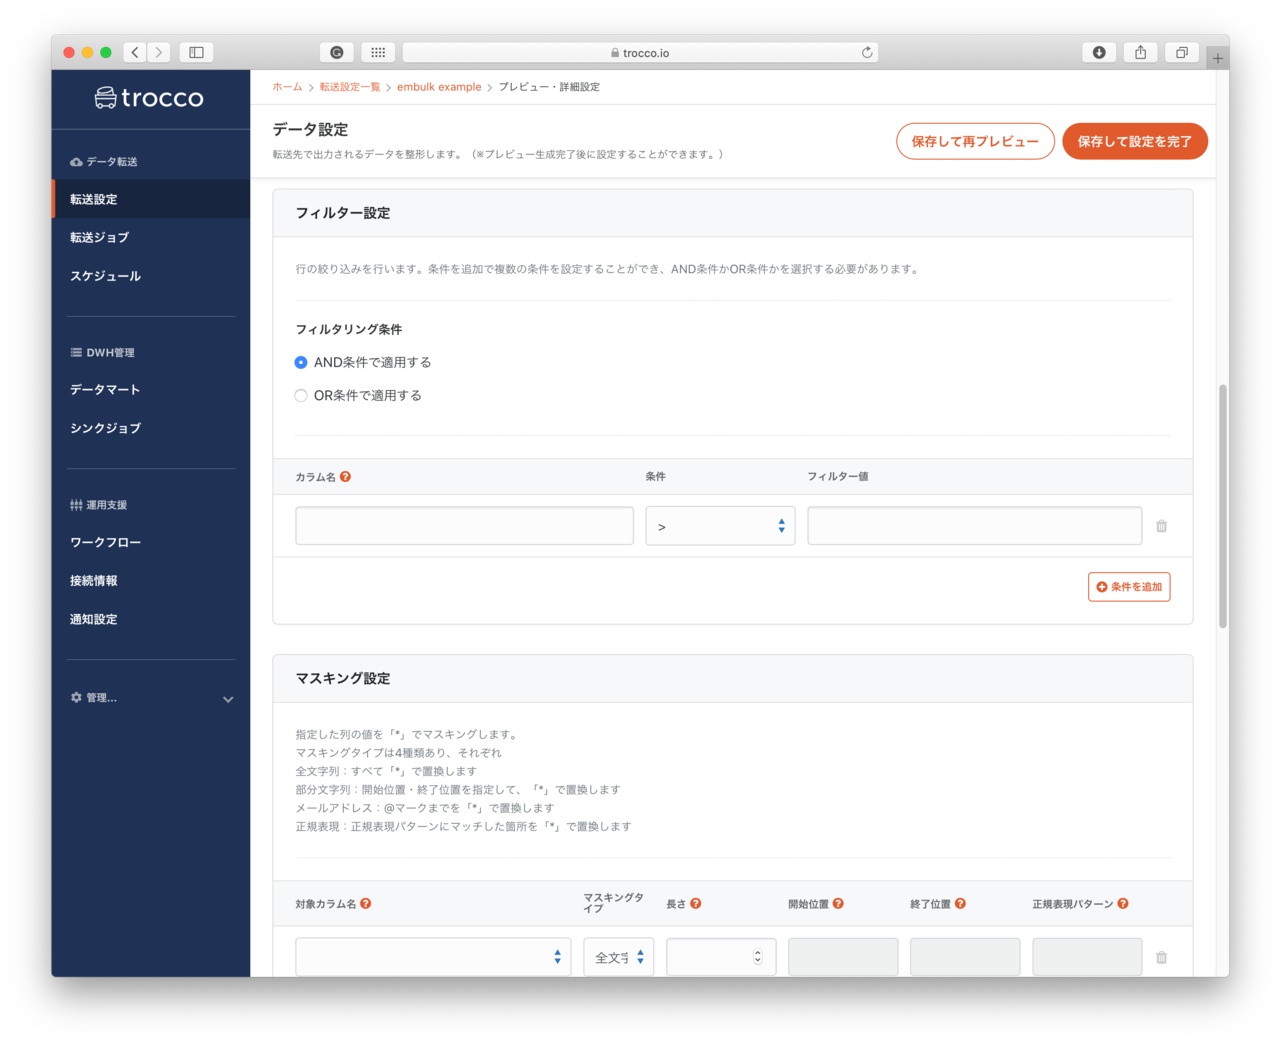 trocco.io
trocco
ホーム > 転送設定一覧 > embulk example > プレビュー・詳細設定
データ設定
転送先で出力されるデータを整形します。（※プレビュー生成完了後に設定することができます。）
保存して再プレビュー
保存して設定を完了
データ転送
転送設定
転送ジョブ
スケジュール
DWH管理
データマート
シンクジョブ
運用支援
ワークフロー
接続情報
通知設定
管理...
フィルター設定
行の絞り込みを行います。条件を追加で複数の条件を設定することができ、AND条件かOR条件かを選択する必要があります。
フィルタリング条件
AND条件で適用する
OR条件で適用する
カラム名 条件 フィルター値
>
条件を追加
マスキング設定
指定した列の値を「*」でマスキングします。
マスキングタイプは4種類あり、それぞれ
全文字列：すべて「*」で置換します
部分文字列：開始位置・終了位置を指定して、「*」で置換します
メールアドレス：@マークまでを「*」で置換します
正規表現：正規表現パターンにマッチした箇所を「*」で置換します
対象カラム名 マスキングタイプ 長さ 開始位置 終了位置 正規表現パターン
全文字